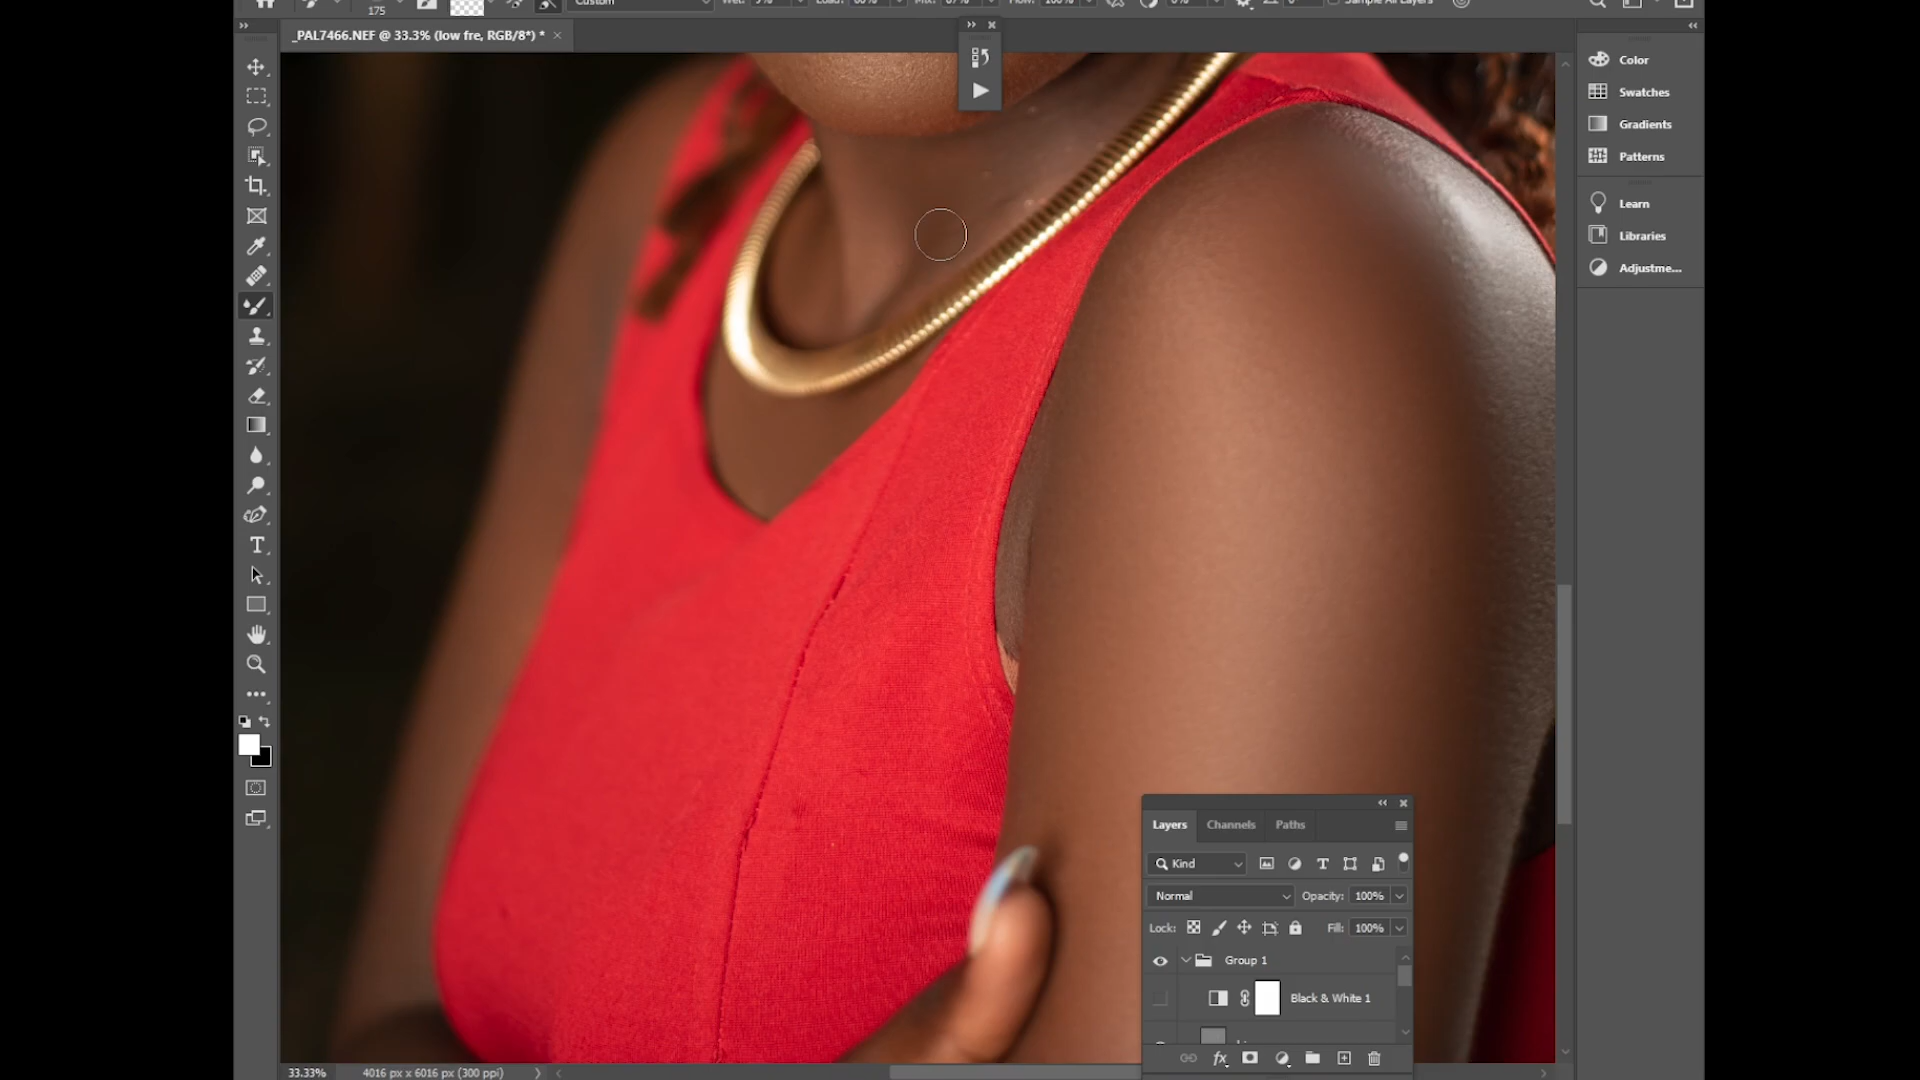 175
Custom
_PAL7466.NEF @ 33.3% (low fre, RGB/8*) *
Color
Swatches
Gradients
Patterns
Learn
Libraries
Adjustme...
Layers
Channels
Paths
Kind
Normal
Opacity: 100%
Lock:
Fill: 100%
Group 1
Black & White 1
33.33%
4016 px x 6016 px (300 ppi)